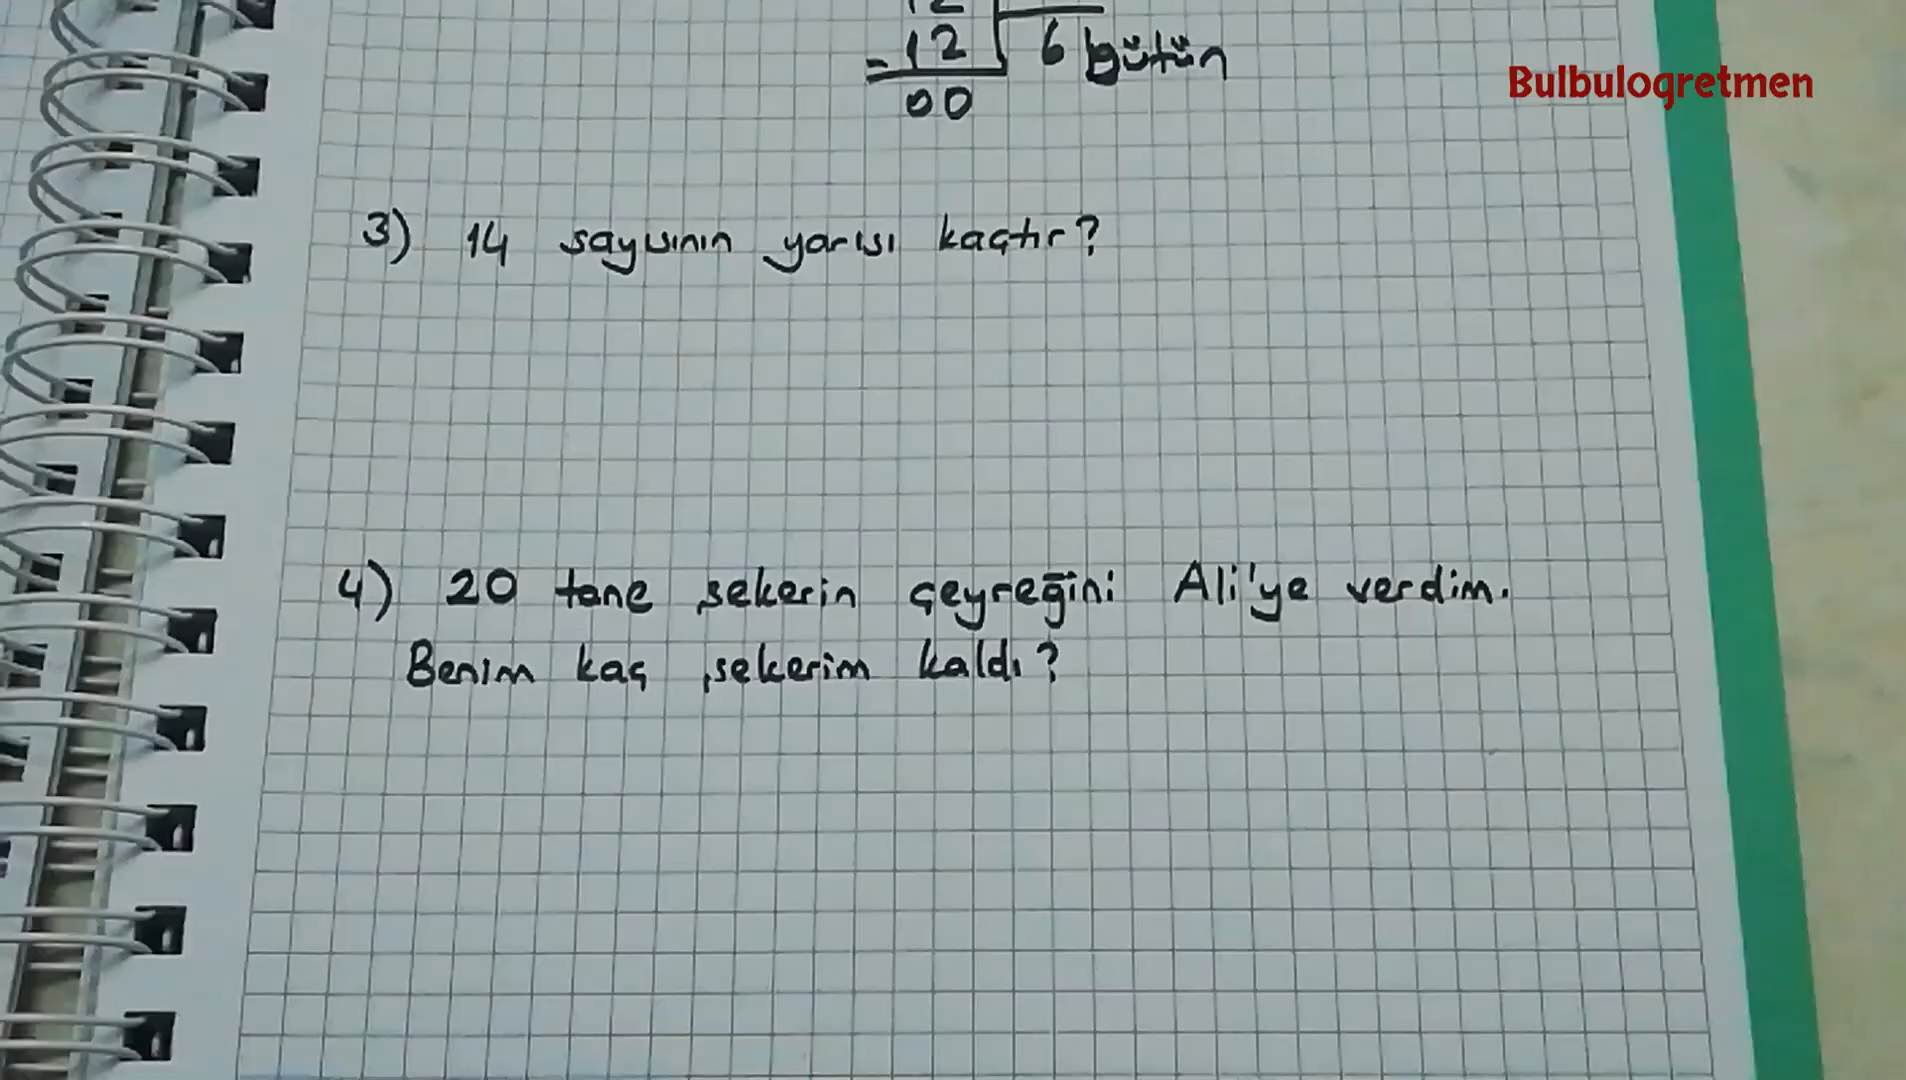 12
- 12 6 bütün
00
Bulbulogretmen
3) 14 sayısının yarısı kaçtır?
4) 20 tane şekerin çeyreğini Ali'ye verdim.
Benim kaç şekerim kaldı?